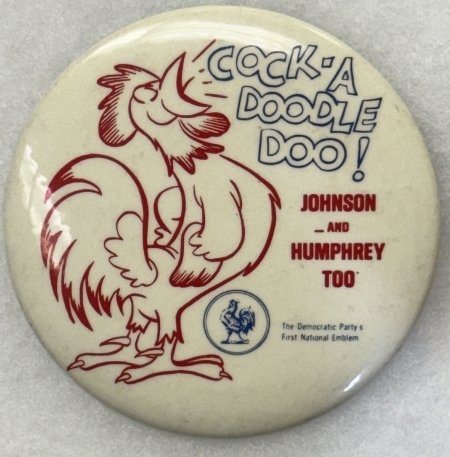 COCK-A
DOODLE
DOO!
JOHNSON
— AND
HUMPHREY
TOO
The Democratic Party s
First National Emblem